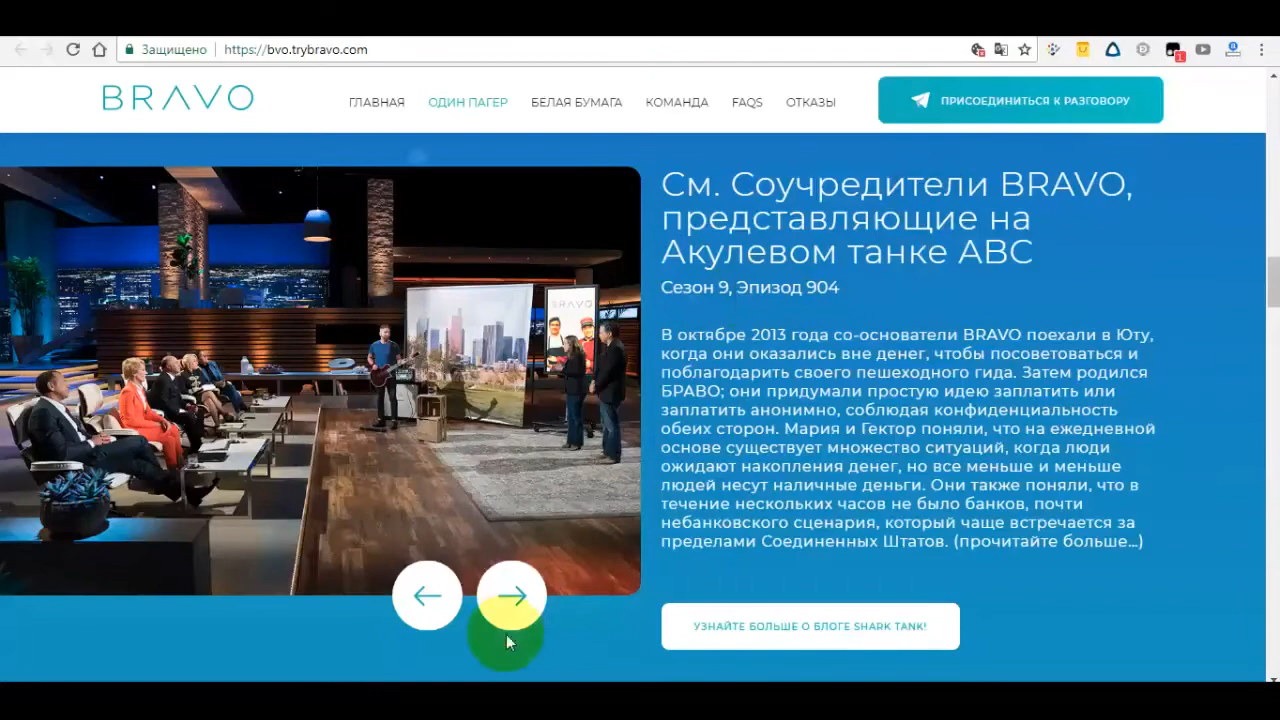 Защищено
https://bvo.trybravo.com
1
BRAVO
ГЛАВНАЯ
ОДИН ПАГЕР
БЕЛАЯ БУМАГА
КОМАНДА
FAQS
ОТКАЗЫ
ПРИСОЕДИНИТЬСЯ К РАЗГОВОРУ
BRAVO
См. Соучредители BRAVO,
представляющие на
Акулевом танке ABC
Сезон 9, Эпизод 904
В октябре 2013 года со-основатели BRAVO поехали в Юту,
когда они оказались вне денег, чтобы посоветоваться и
поблагодарить своего пешеходного гида. Затем родился
БРАВО; они придумали простую идею заплатить или
заплатить анонимно, соблюдая конфиденциальность
обеих сторон. Мария и Гектор поняли, что на ежедневной
основе существует множество ситуаций, когда люди
ожидают накопления денег, но все меньше и меньше
людей несут наличные деньги. Они также поняли, что в
течение нескольких часов не было банков, почти
небанковского сценария, который чаще встречается за
пределами Соединенных Штатов. (прочитайте больше...)
УЗНАЙТЕ БОЛЬШЕ О БЛОГЕ SHARK TANK!